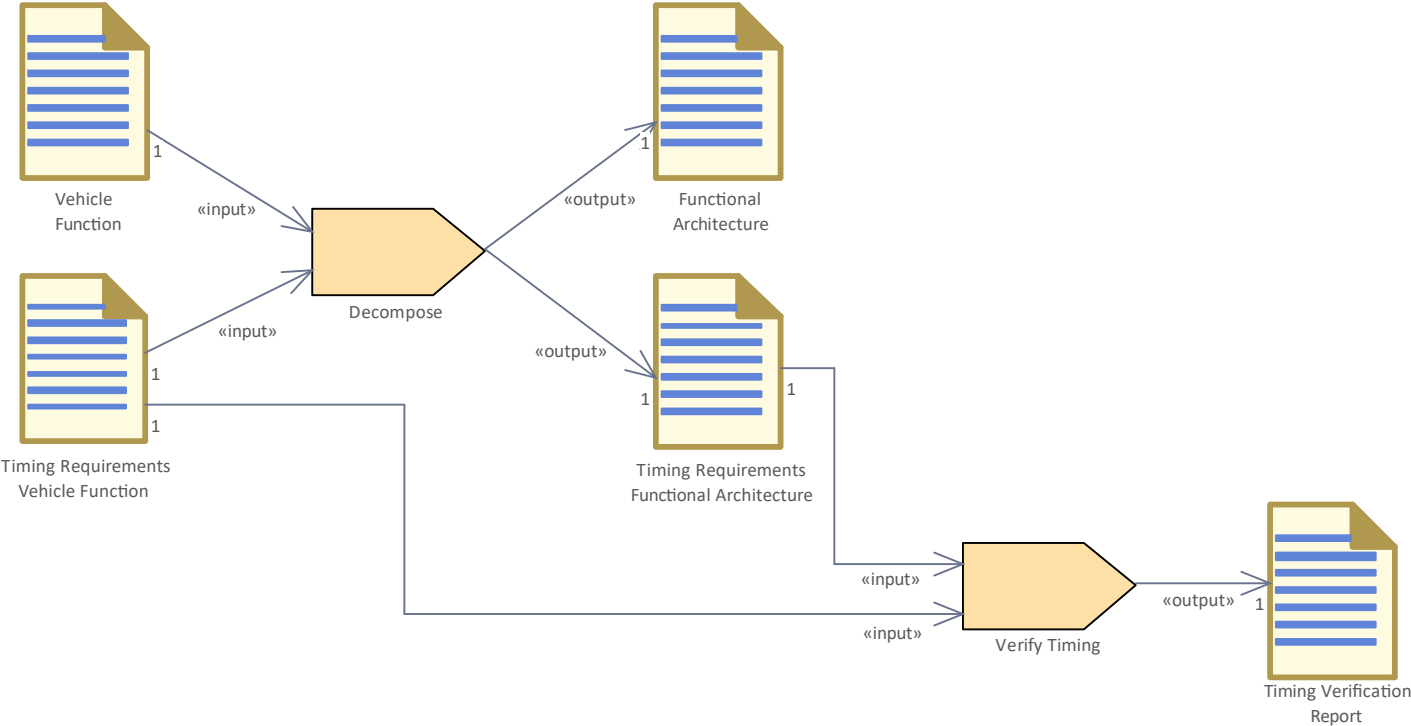 1
Vehicle
Function
«input»
«output»
1
Functional
Architecture
Decompose
«input»
1
1
Timing Requirements
Vehicle Function
«output»
1
1
Timing Requirements
Functional Architecture
«input»
«input»
Verify Timing
«output»
1
Timing Verification
Report